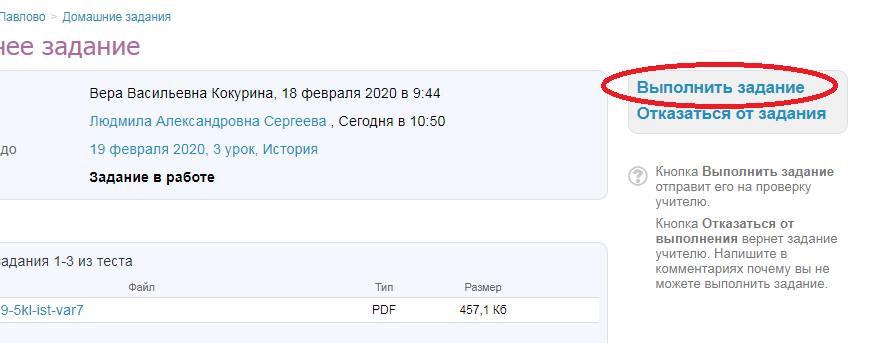 Павлово > Домашние задания
нее задание
Вера Васильевна Кокурина, 18 февраля 2020 в 9:44
Людмила Александровна Сергеева , Сегодня в 10:50
до 19 февраля 2020, 3 урок, История
Задание в работе
Выполнить задание
Отказаться от задания
Кнопка Выполнить задание
отправит его на проверку
учителю.
Кнопка Отказаться от
выполнения вернет задание
учителю. Напишите в
комментариях почему вы не
можете выполнить задание.
задания 1-3 из теста
Файл Тип Размер
9-5kl-ist-var7 PDF 457,1 Кб